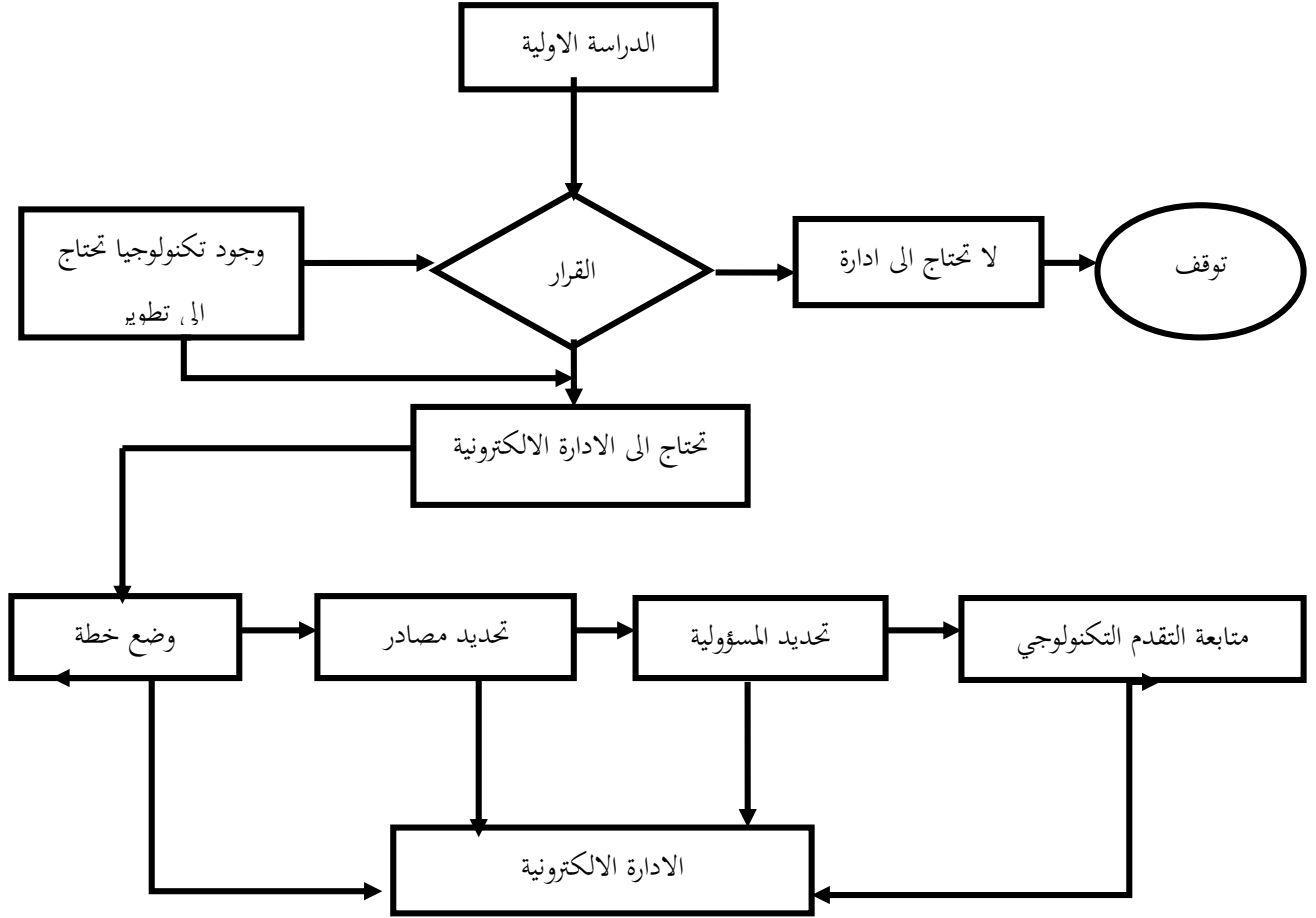 الدراسة الاولية
وجود تكنولوجيا تحتاج
الى تطوير
القرار
لا تحتاج الى ادارة
توقف
تحتاج الى الادارة الالكترونية
وضع خطة
تحديد مصادر
تحديد المسؤولية
متابعة التقدم التكنولوجي
الادارة الالكترونية